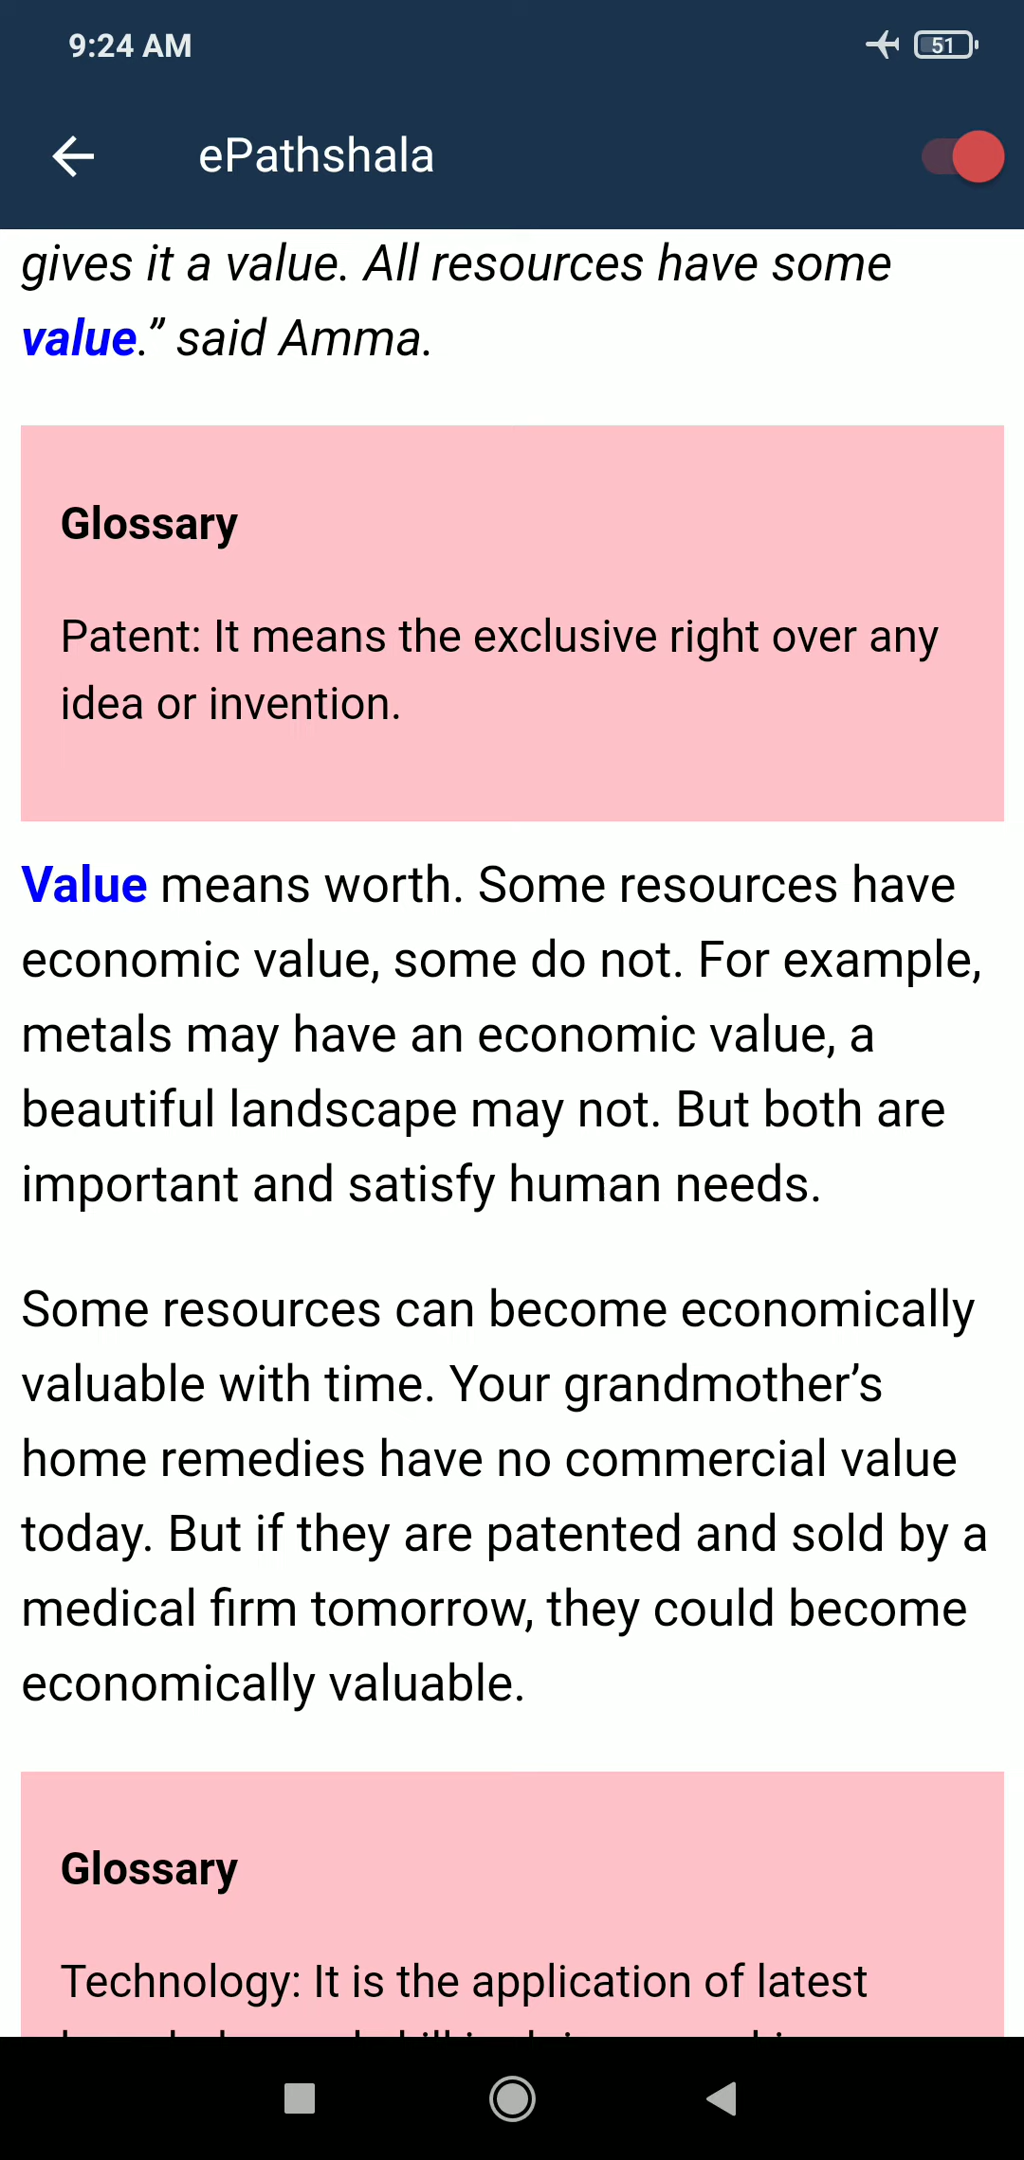 9:24 AM
51
ePathshala
gives it a value. All resources have some
value.” said Amma.
Glossary
Patent: It means the exclusive right over any
idea or invention.
Value means worth. Some resources have
economic value, some do not. For example,
metals may have an economic value, a
beautiful landscape may not. But both are
important and satisfy human needs.
Some resources can become economically
valuable with time. Your grandmother’s
home remedies have no commercial value
today. But if they are patented and sold by a
medical firm tomorrow, they could become
economically valuable.
Glossary
Technology: It is the application of latest